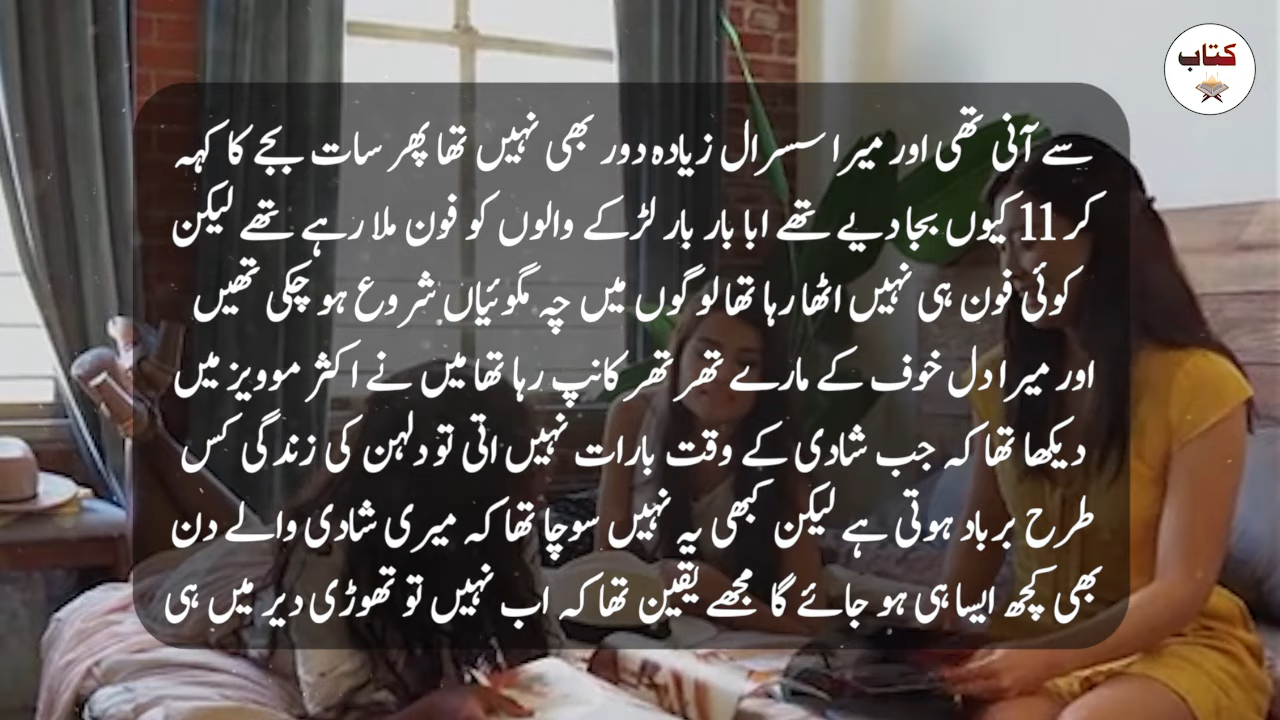 کتاب
سے آنی تھی اور میرا سسرال زیادہ دور بھی نہیں تھا پھر سات بجے کا کہہ
کر 11 کیوں بجا دیے تھے ابا بار بار لڑکے والوں کو فون ملا رہے تھے لیکن
کوئی فون ہی نہیں اٹھا رہا تھا لوگوں میں چہ مگوئیاں شروع ہو چکی تھیں
اور میرا دل خوف کے مارے تھر تھر کانپ رہا تھا میں نے اکثر موویز میں
دیکھا تھا کہ جب شادی کے وقت بارات نہیں اتی تو دلہن کی زندگی کس
طرح برباد ہوتی ہے لیکن کبھی یہ نہیں سوچا تھا کہ میری شادی والے دن
بھی کچھ ایسا ہی ہو جائے گا مجھے یقین تھا کہ اب نہیں تو تھوڑی دیر میں ہی